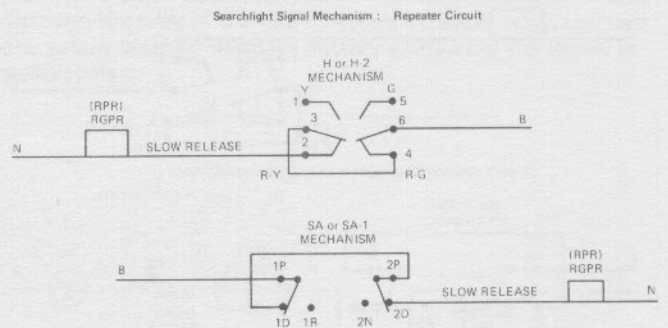 Searchlight Signal Mechanism : Repeater Circuit
H or H-2
MECHANISM
Y G
1 5
(RPR)
RGPR
3 6 B
N SLOW RELEASE 2 4
R-Y R-G
SA or SA-1
MECHANISM
(RPR)
RGPR
B 1P 2P
SLOW RELEASE N
1D 1R 2N 2D